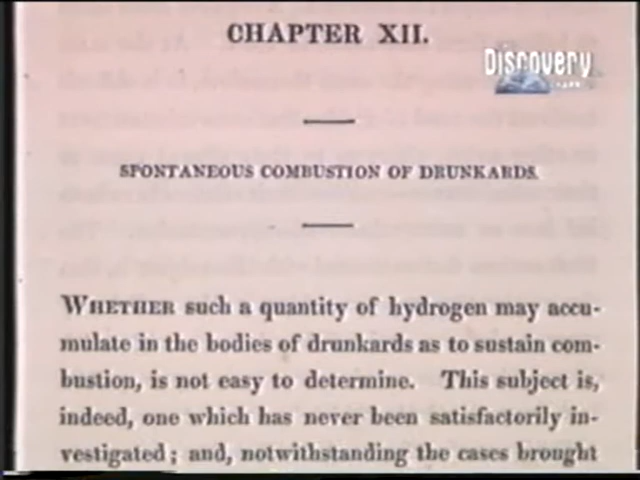 CHAPTER XII.
Discovery
SPONTANEOUS COMBUSTION OF DRUNKARDS.
WHETHER such a quantity of hydrogen may accu-
mulate in the bodies of drunkards as to sustain com-
bustion, is not easy to determine. This subject is,
indeed, one which has never been satisfactorily in-
vestigated; and, notwithstanding the cases brought